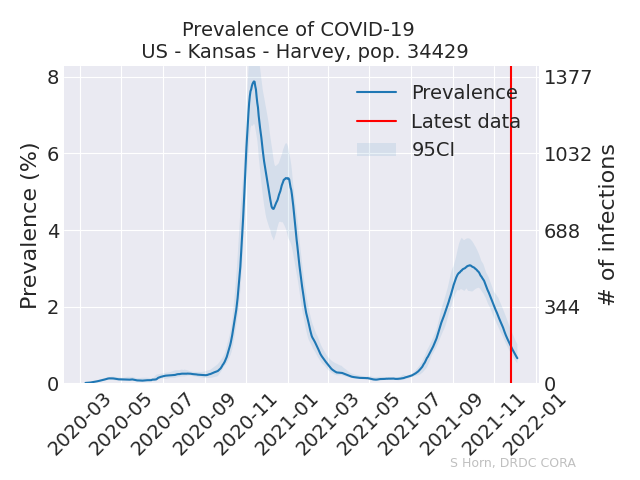 Prevalence of COVID-19
US - Kansas - Harvey, pop. 34429
Prevalence (%)
8
6
4
2
0
Prevalence
Latest data
95CI
1377
1032
688
344
0
# of infections
2020-03
2020-05
2020-07
2020-09
2020-11
2021-01
2021-03
2021-05
2021-07
2021-09
2021-11
2022-01
S Horn, DRDC CORA